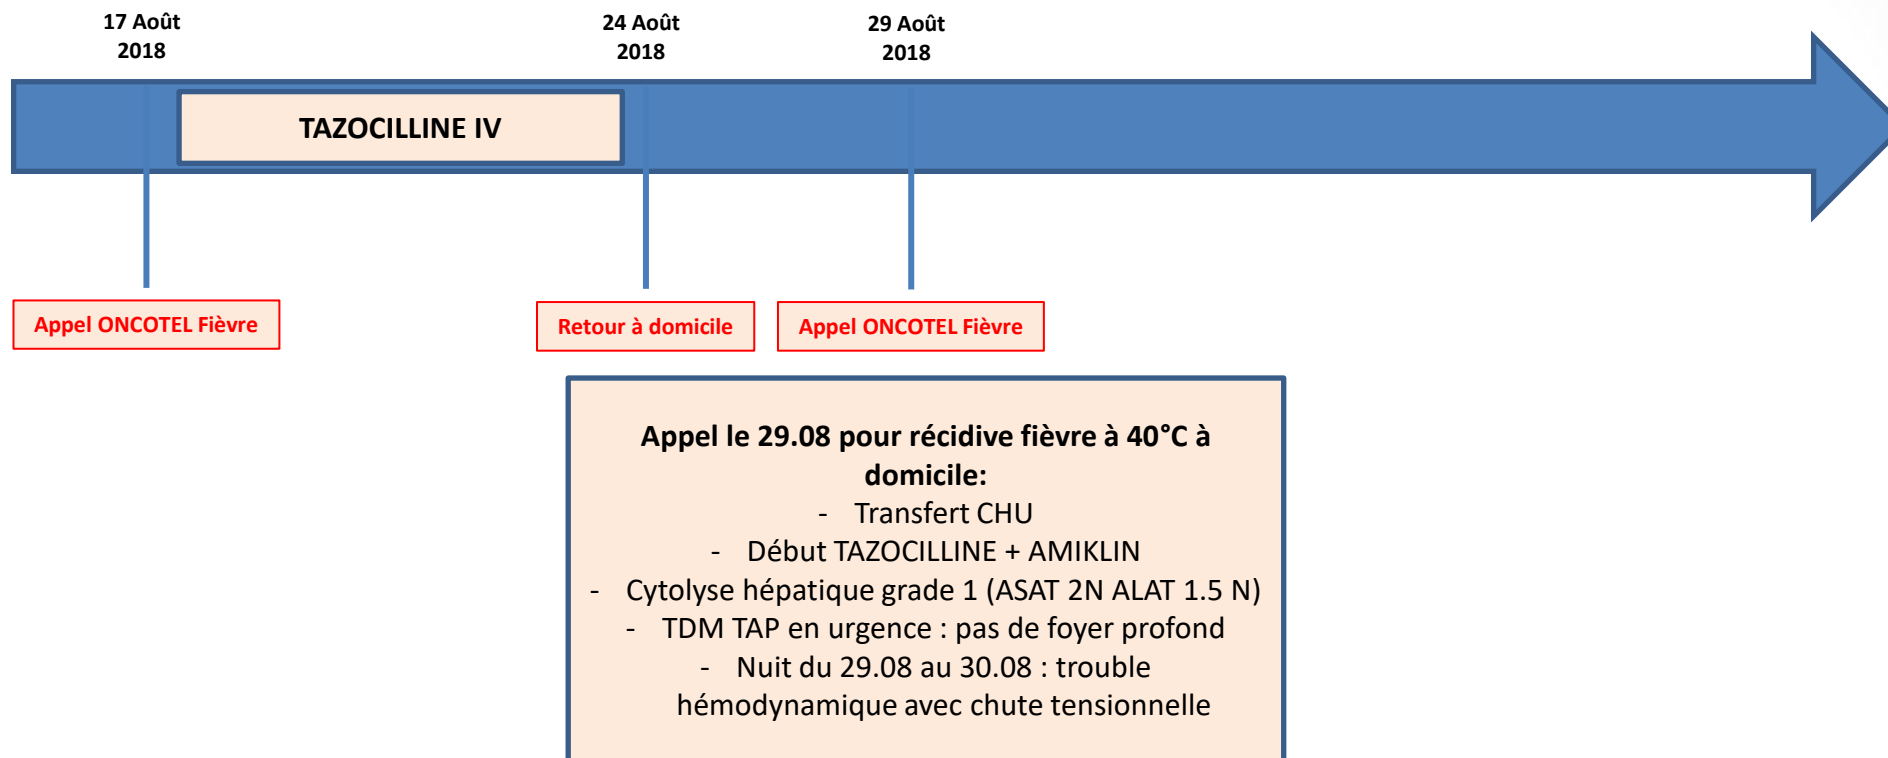 17 Août
2018
24 Août
2018
29 Août
2018
TAZOCILLINE IV
Appel ONCOTEL Fièvre
Retour à domicile
Appel ONCOTEL Fièvre
Appel le 29.08 pour récidive fièvre à 40°C à
domicile:
- Transfert CHU
- Début TAZOCILLINE + AMIKLIN
- Cytolyse hépatique grade 1 (ASAT 2N ALAT 1.5 N)
- TDM TAP en urgence : pas de foyer profond
- Nuit du 29.08 au 30.08 : trouble
hémodynamique avec chute tensionnelle